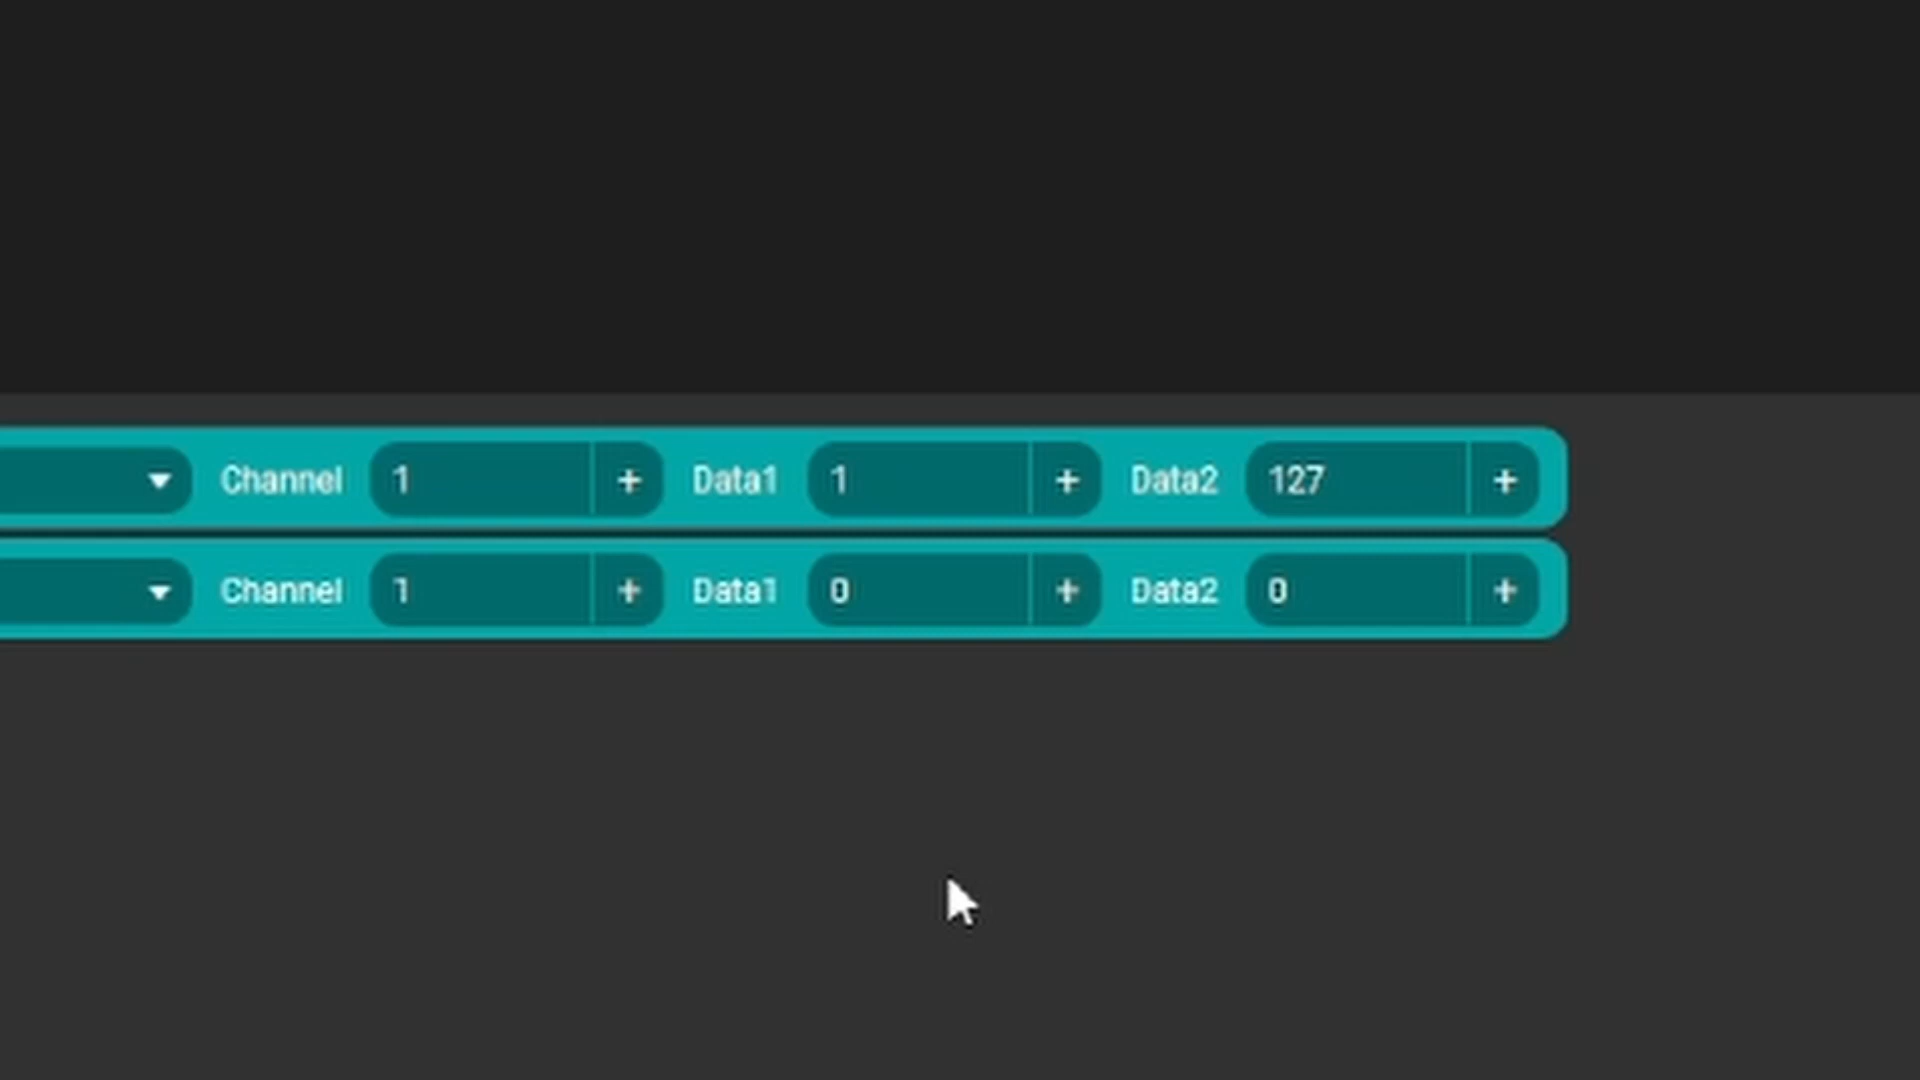 Channel 1 + Data1 1 + Data2 127 +
Channel 1 + Data1 0 + Data2 0 +